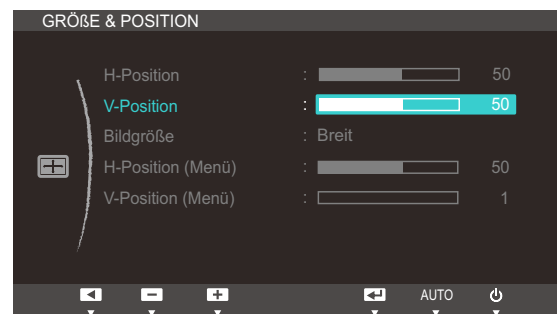 GRÖßE & POSITION
H-Position : 50
V-Position : 50
Bildgröße : Breit
H-Position (Menü) : 50
V-Position (Menü) : 1
AUTO